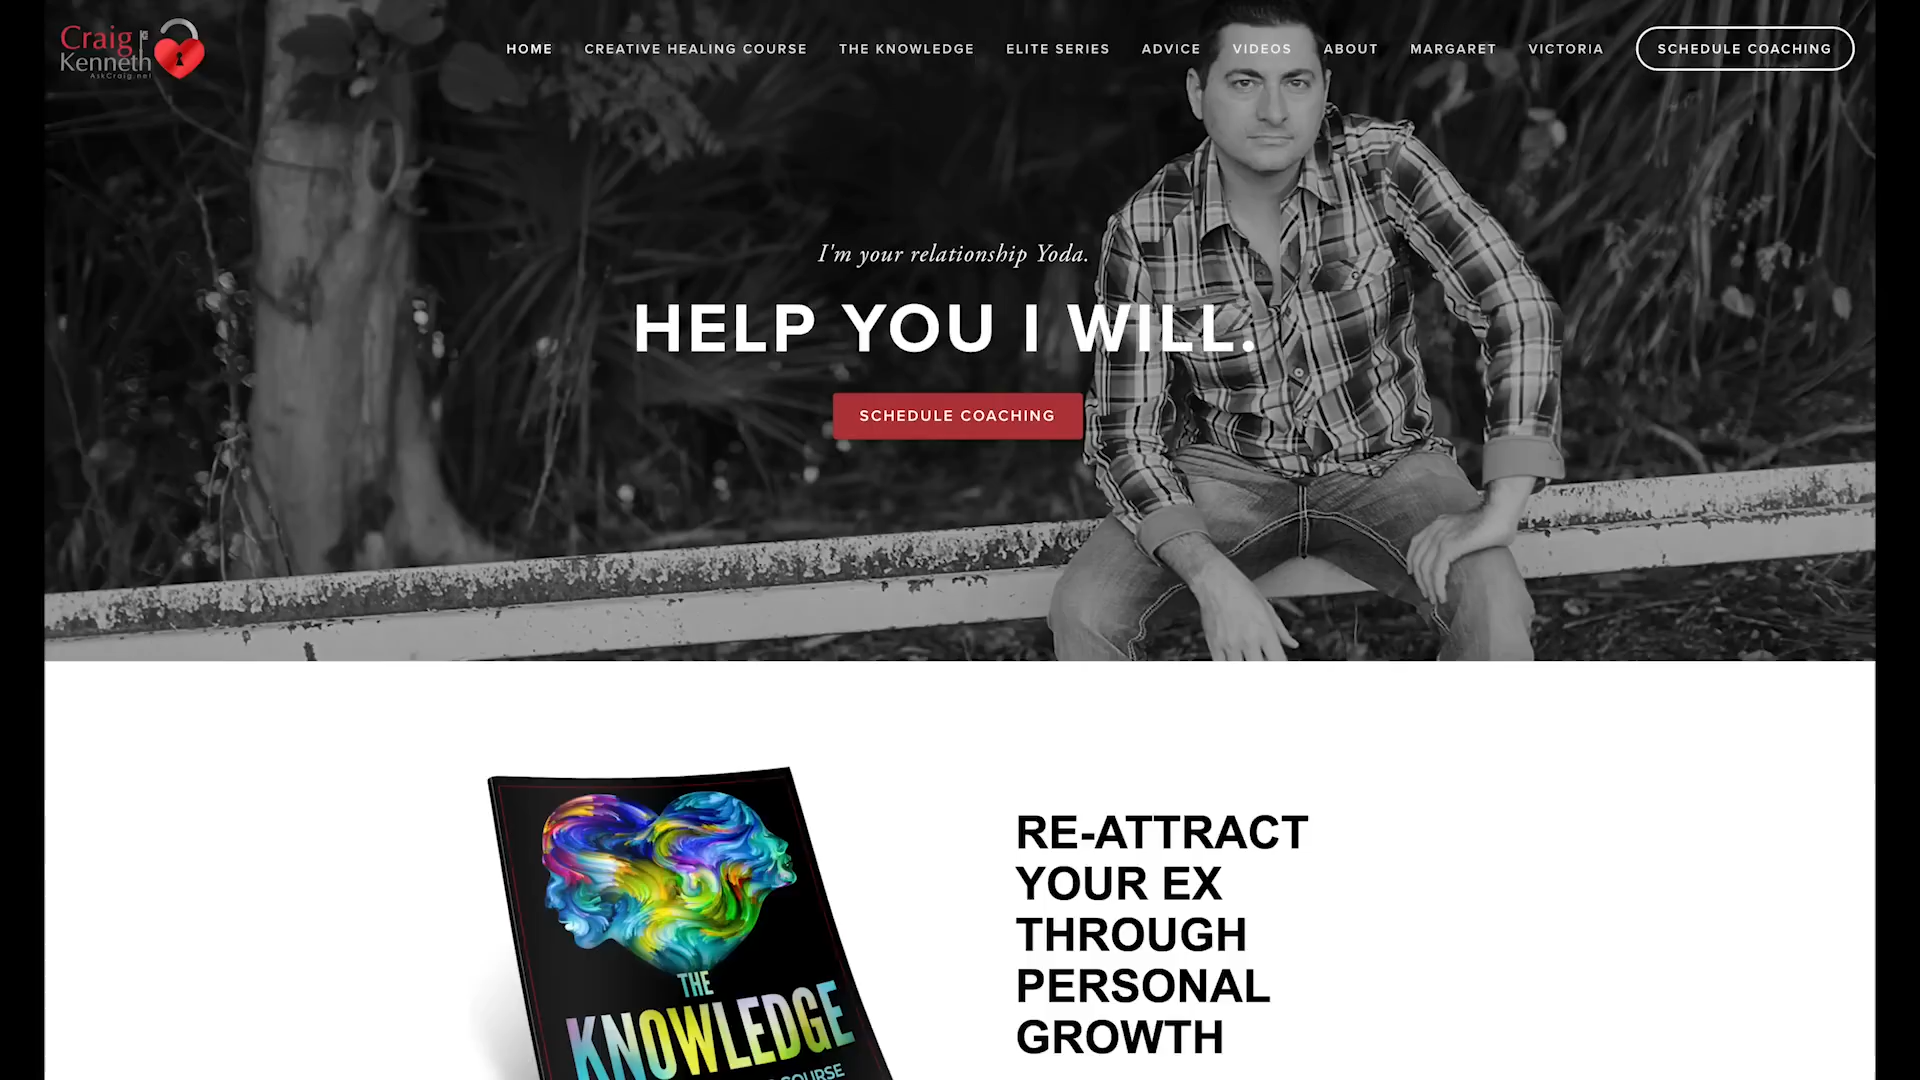 Craig
Kenneth
AskCraig.net
HOME CREATIVE HEALING COURSE THE KNOWLEDGE ELITE SERIES ADVICE VIDEOS ABOUT MARGARET VICTORIA SCHEDULE COACHING
I'm your relationship Yoda.
HELP YOU I WILL.
SCHEDULE COACHING
THE
KNOWLEDGE
COURSE
RE-ATTRACT
YOUR EX
THROUGH
PERSONAL
GROWTH